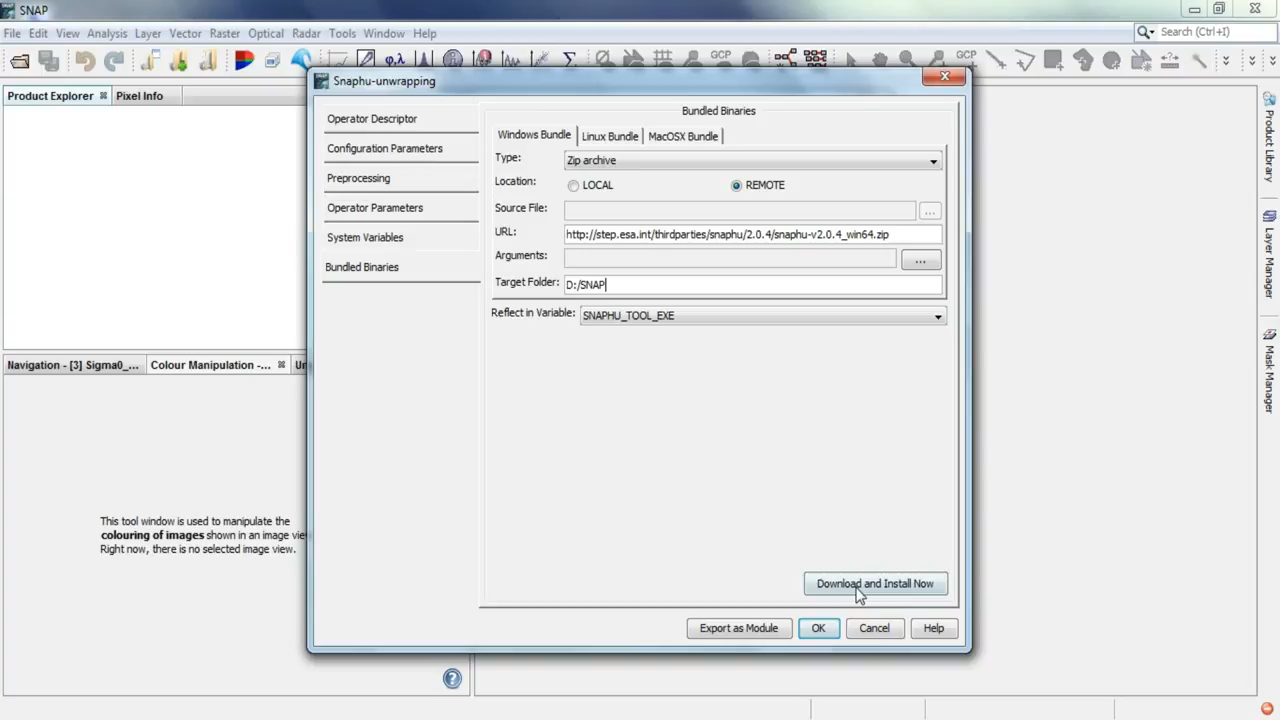 SNAP
File Edit View Analysis Layer Vector Raster Optical Radar Tools Window Help
Search (Ctrl+I)
φ,λ
Σ
GCP
GCP
Product Explorer
Pixel Info
Snaphu-unwrapping
Operator Descriptor
Configuration Parameters
Preprocessing
Operator Parameters
System Variables
Bundled Binaries
Bundled Binaries
Windows Bundle
Linux Bundle
MacOSX Bundle
Type: Zip archive
Location: LOCAL REMOTE
Source File: ...
URL: http://step.esa.int/thirdparties/snaphu/2.0.4/snaphu-v2.0.4_win64.zip
Arguments: ...
Target Folder: D:/SNAP
Reflect in Variable: SNAPHU_TOOL_EXE
Download and Install Now
Export as Module OK Cancel Help
Navigation - [3] Sigma0_...
Colour Manipulation -...
Un
This tool window is used to manipulate the
colouring of images shown in an image vie
Right now, there is no selected image view.
?
Product Library
Layer Manager
Mask Manager